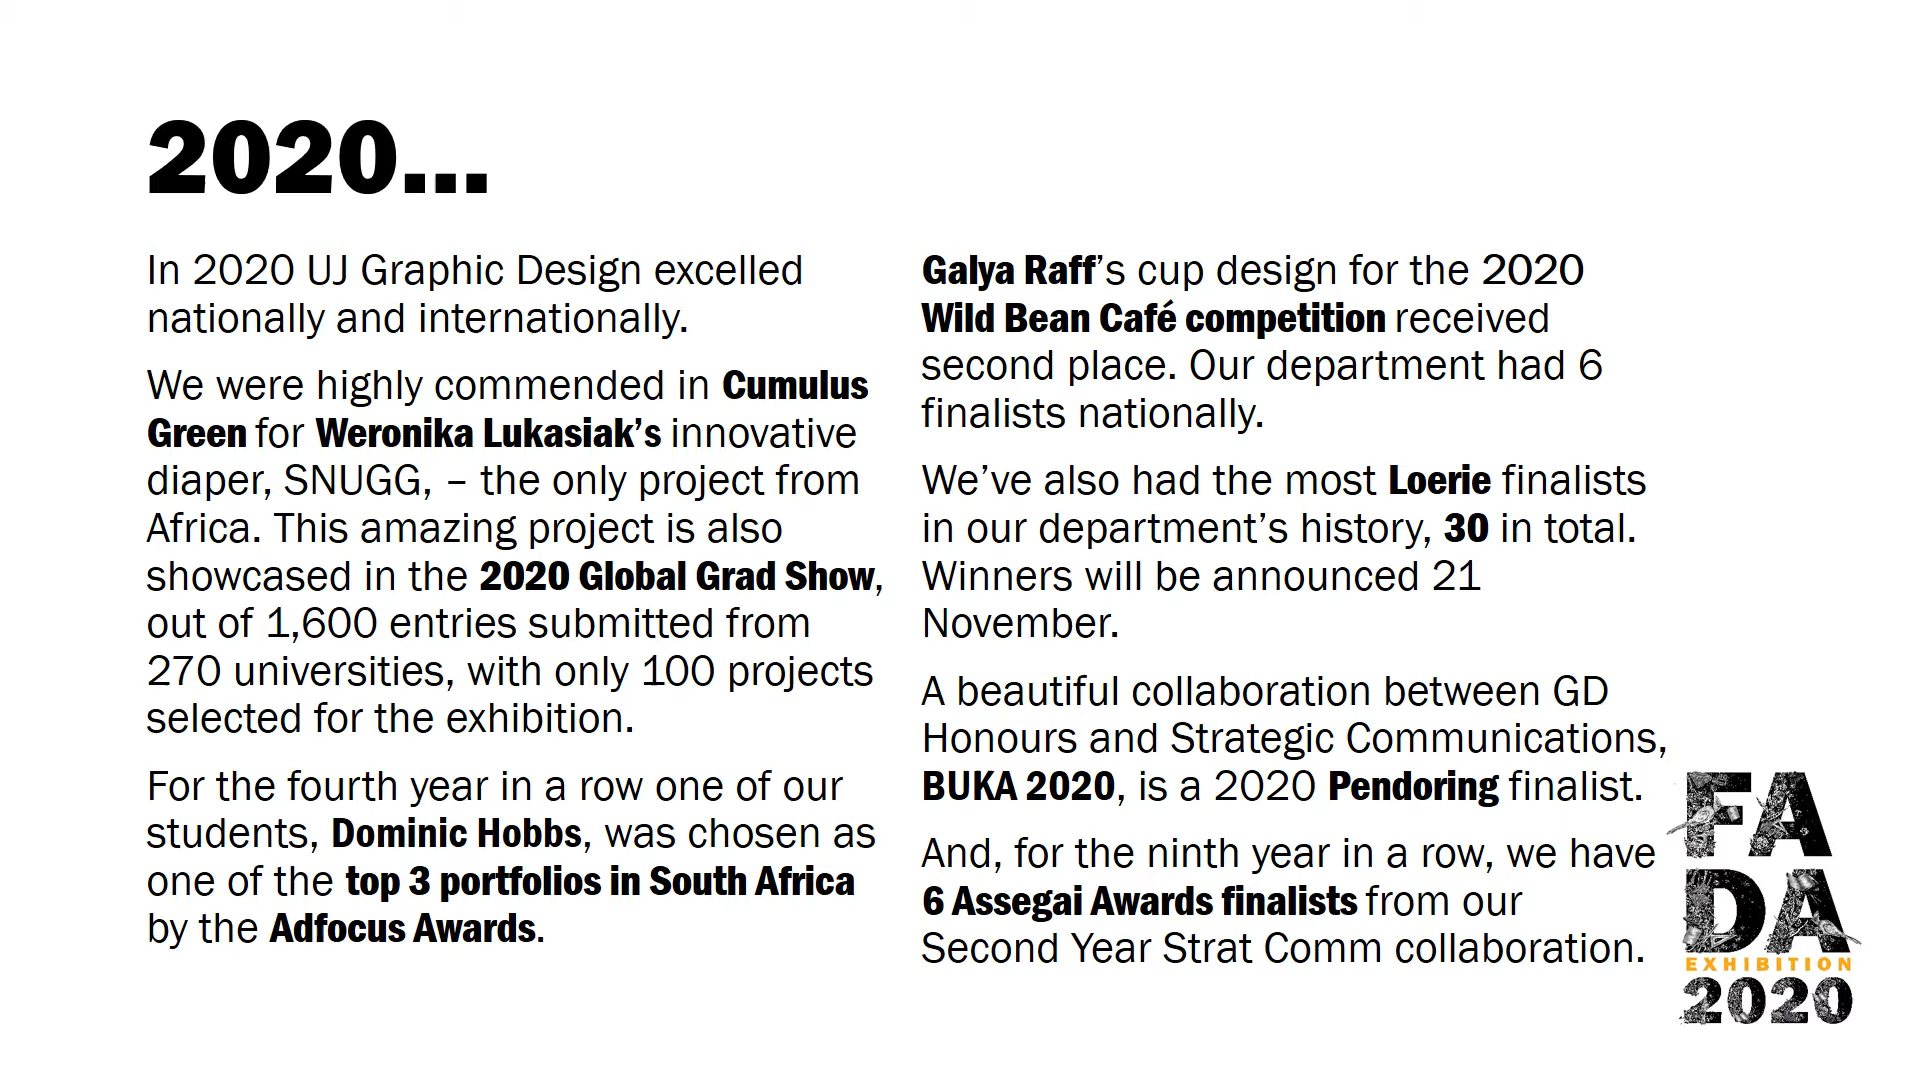 2020...
In 2020 UJ Graphic Design excelled
nationally and internationally.
We were highly commended in Cumulus
Green for Weronika Lukasiak’s innovative
diaper, SNUGG, – the only project from
Africa. This amazing project is also
showcased in the 2020 Global Grad Show,
out of 1,600 entries submitted from
270 universities, with only 100 projects
selected for the exhibition.
For the fourth year in a row one of our
students, Dominic Hobbs, was chosen as
one of the top 3 portfolios in South Africa
by the Adfocus Awards.
Galya Raff’s cup design for the 2020
Wild Bean Café competition received
second place. Our department had 6
finalists nationally.
We’ve also had the most Loerie finalists
in our department’s history, 30 in total.
Winners will be announced 21
November.
A beautiful collaboration between GD
Honours and Strategic Communications,
BUKA 2020, is a 2020 Pendoring finalist.
And, for the ninth year in a row, we have
6 Assegai Awards finalists from our
Second Year Strat Comm collaboration.
FA
DA
EXHIBITION
2020